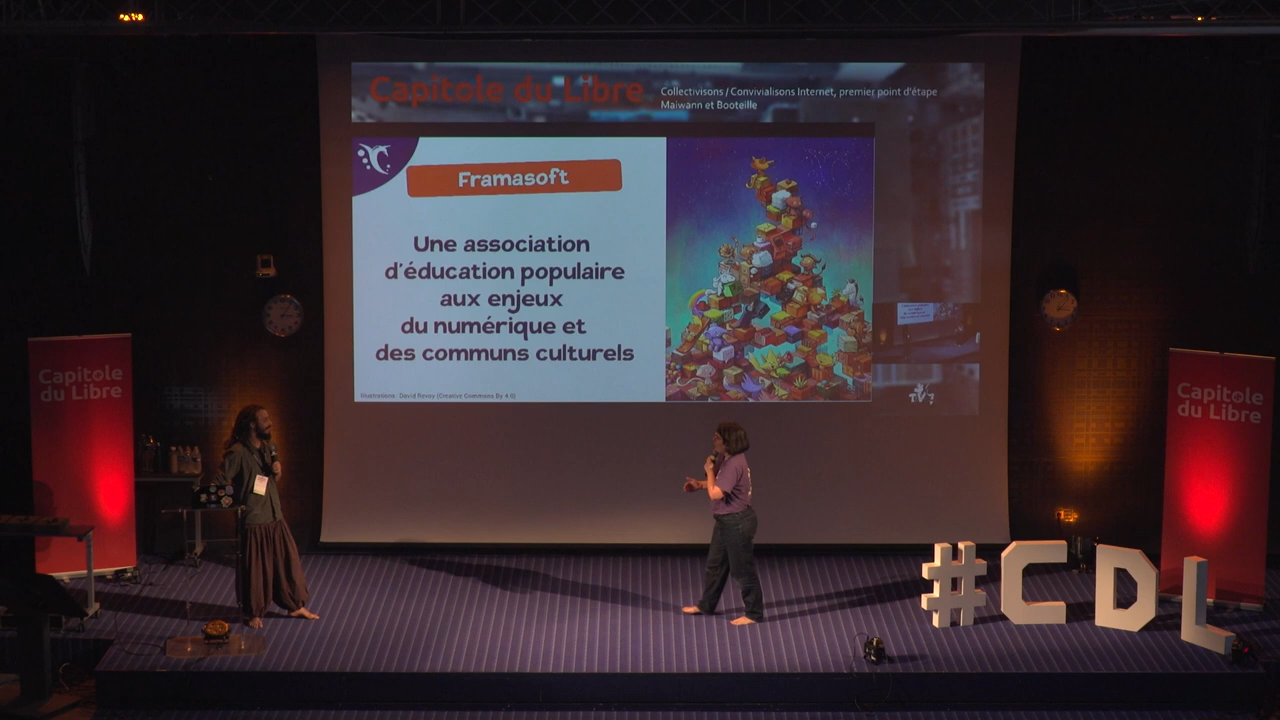 Capitole du Libre
Collectivisons / Convivialisons Internet, premier point d'étape
Maiwann et Booteille
Framasoft
Une association
d'éducation populaire
aux enjeux
du numérique et
des communs culturels
Illustrations: David Revoy (Creative Commons By 4.0)
Capitole
du Libre
Capitole
du Libre
#CDL